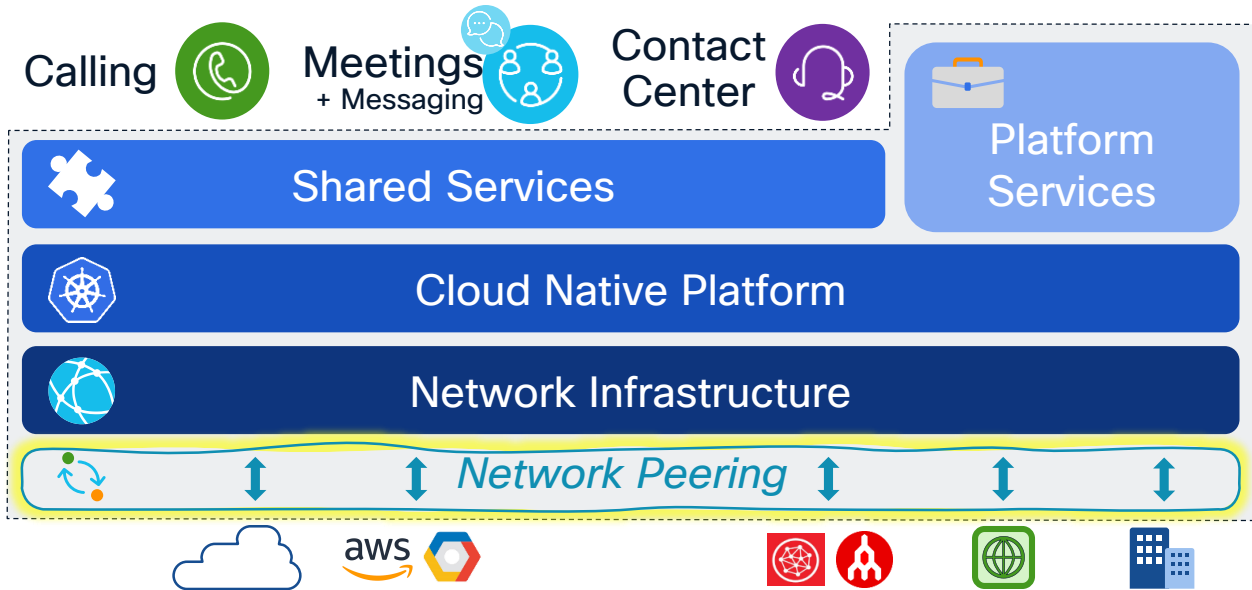 Calling
Meetings
+ Messaging
Contact
Center
Platform
Services
Shared Services
Cloud Native Platform
Network Infrastructure
Network Peering
aws